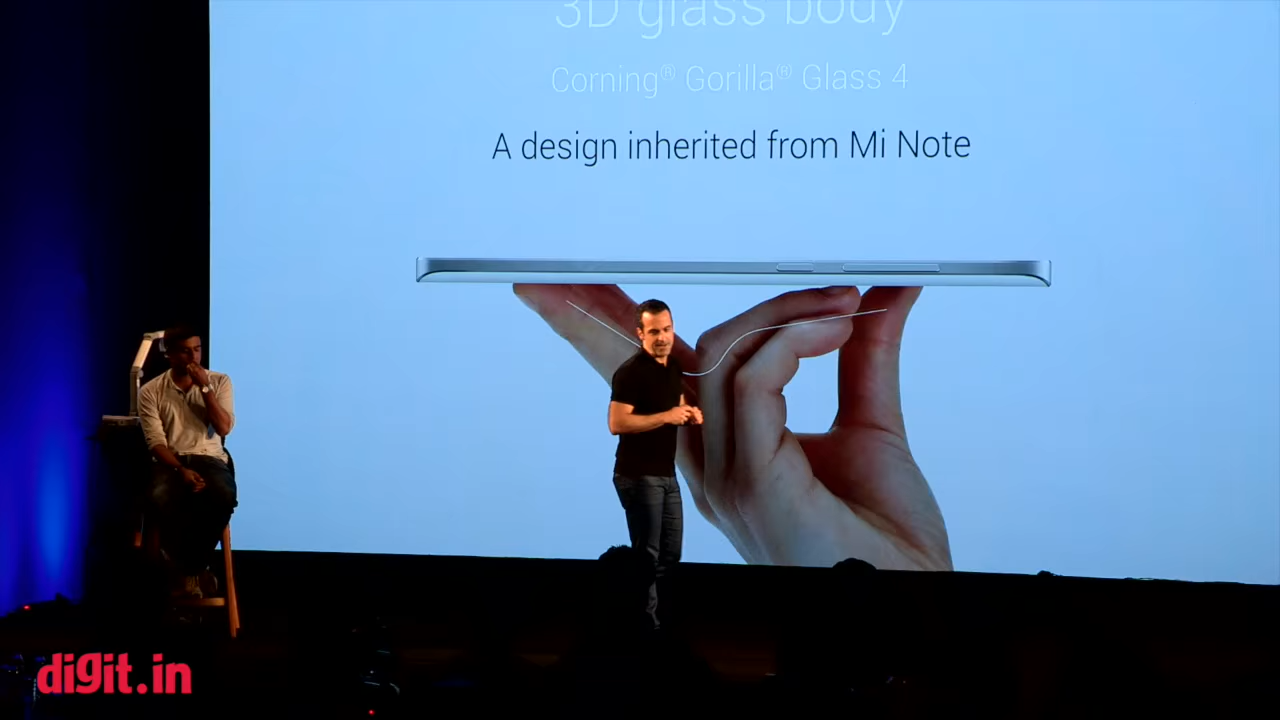 3D glass body
Corning® Gorilla® Glass 4
A design inherited from Mi Note
digit.in